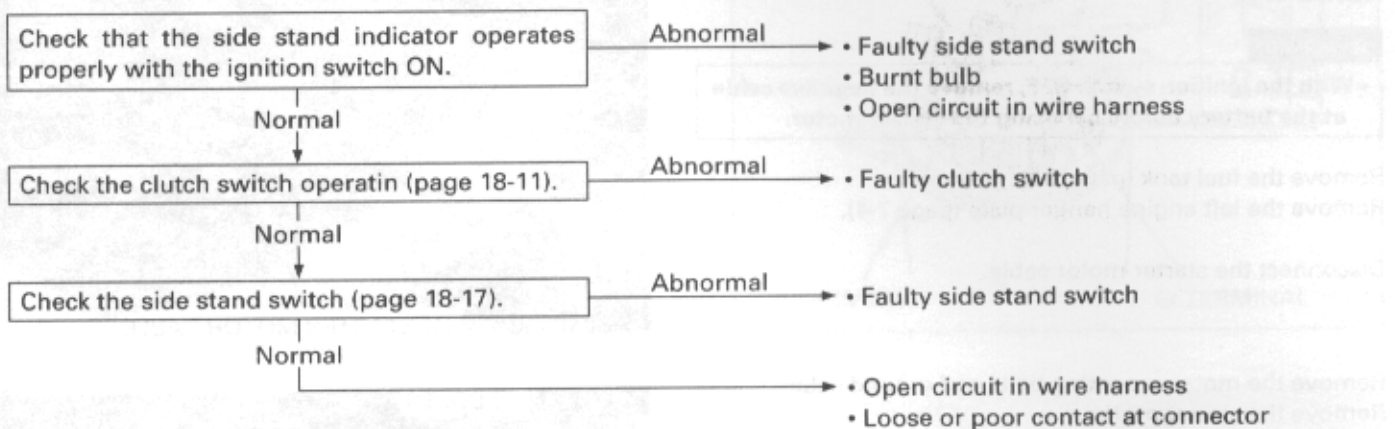 Check that the side stand indicator operates
properly with the ignition switch ON.
Abnormal
• Faulty side stand switch
• Burnt bulb
• Open circuit in wire harness
Normal
Check the clutch switch operatin (page 18-11).
Abnormal
• Faulty clutch switch
Normal
Check the side stand switch (page 18-17).
Abnormal
• Faulty side stand switch
Normal
• Open circuit in wire harness
• Loose or poor contact at connector